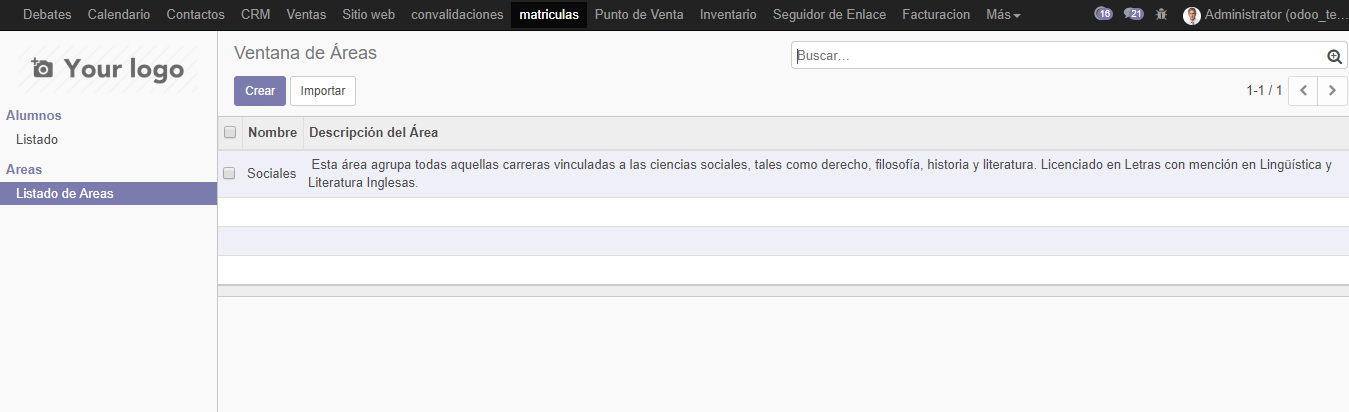 Debates Calendario Contactos CRM Ventas Sitio web convalidaciones matriculas Punto de Venta Inventario Seguidor de Enlace Facturacion Más 16 21 Administrator (odoo_te...
Your logo
Alumnos
Listado
Areas
Listado de Areas
Ventana de Áreas
Buscar...
Crear Importar
1-1 / 1
Nombre Descripción del Área
Sociales
Esta área agrupa todas aquellas carreras vinculadas a las ciencias sociales, tales como derecho, filosofía, historia y literatura. Licenciado en Letras con mención en Lingüística y
Literatura Inglesas.